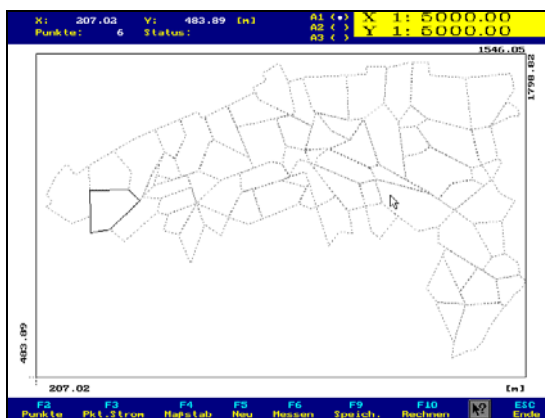 X: 207.03 Y: 483.89 [m] A1 (•) X 1: 5000.00
Punkte: 6 Status: A2 ( ) Y 1: 5000.00
A3 ( )
1546.05
1798.82
483.89
207.02 [m]
F2 F3 F4 F5 F6 F9 F10 N? ESC
Punkte Pkt.Strom Maßstab Neu Messen Speich. Rechnen Ende